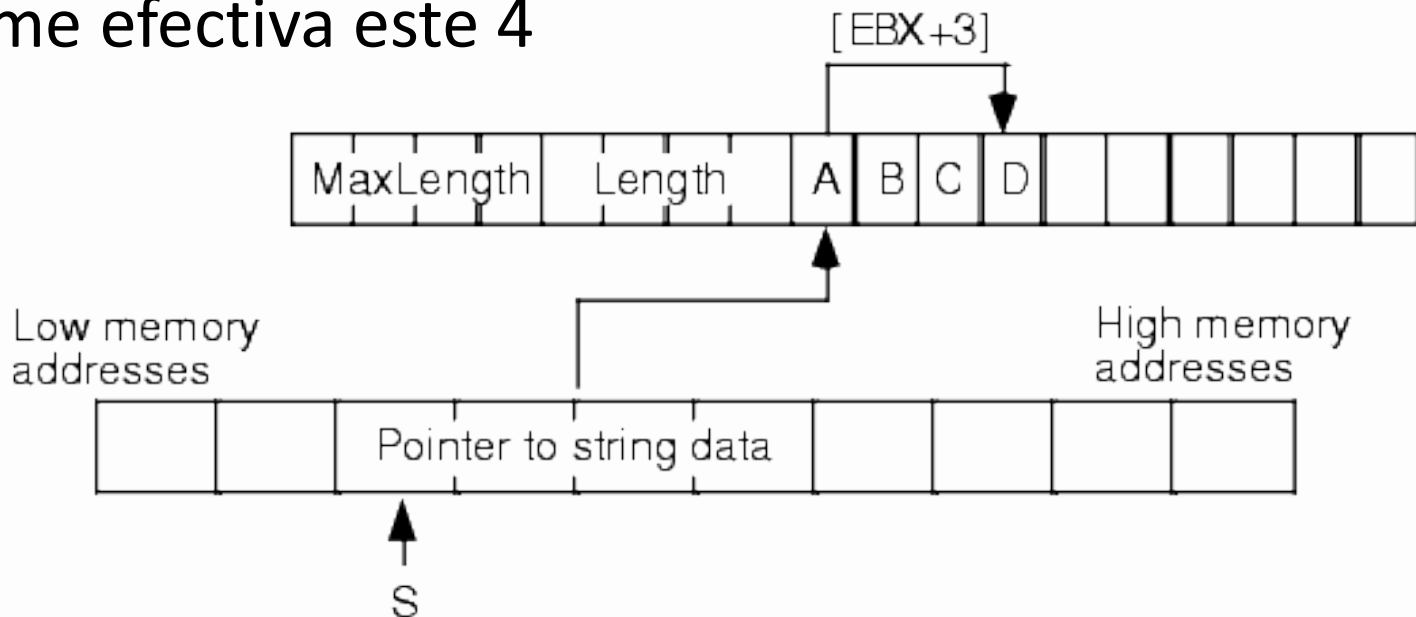 me efectiva este 4
[EBX+3]
MaxLength Length A B C D
Low memory
addresses
High memory
addresses
Pointer to string data
S